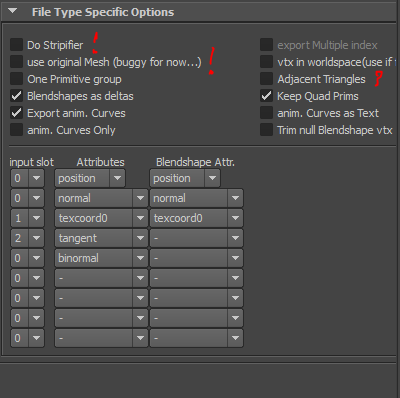 File Type Specific Options
Do Stripifier !
export Multiple index
use original Mesh (buggy for now...) !
vtx in worldspace(use if
One Primitive group
Adjacent Triangles ?
Blendshapes as deltas
Keep Quad Prims
Export anim. Curves
anim. Curves as Text
anim. Curves Only
Trim null Blendshape vtx
input slot Attributes Blendshape Attr.
0 position position
0 normal normal
1 texcoord0 texcoord0
2 tangent -
0 binormal -
0 - -
0 - -
0 - -
0 - -